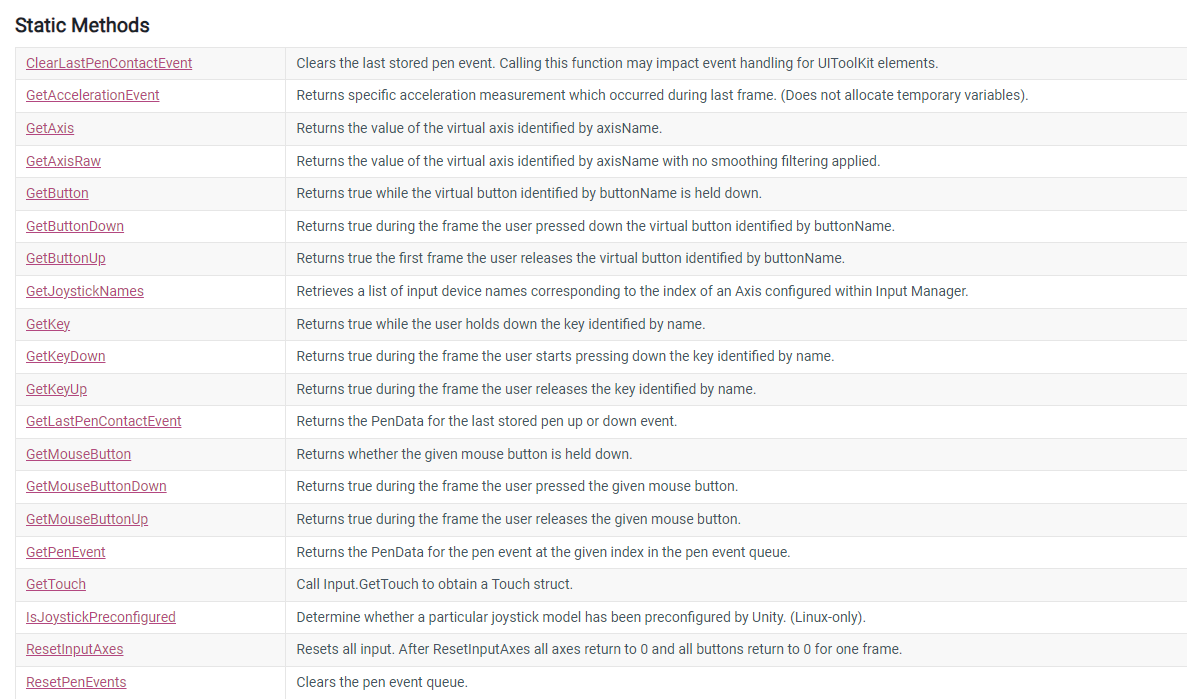 Static Methods
ClearLastPenContactEvent Clears the last stored pen event. Calling this function may impact event handling for UIToolKit elements.
GetAccelerationEvent Returns specific acceleration measurement which occurred during last frame. (Does not allocate temporary variables).
GetAxis Returns the value of the virtual axis identified by axisName.
GetAxisRaw Returns the value of the virtual axis identified by axisName with no smoothing filtering applied.
GetButton Returns true while the virtual button identified by buttonName is held down.
GetButtonDown Returns true during the frame the user pressed down the virtual button identified by buttonName.
GetButtonUp Returns true the first frame the user releases the virtual button identified by buttonName.
GetJoystickNames Retrieves a list of input device names corresponding to the index of an Axis configured within Input Manager.
GetKey Returns true while the user holds down the key identified by name.
GetKeyDown Returns true during the frame the user starts pressing down the key identified by name.
GetKeyUp Returns true during the frame the user releases the key identified by name.
GetLastPenContactEvent Returns the PenData for the last stored pen up or down event.
GetMouseButton Returns whether the given mouse button is held down.
GetMouseButtonDown Returns true during the frame the user pressed the given mouse button.
GetMouseButtonUp Returns true during the frame the user releases the given mouse button.
GetPenEvent Returns the PenData for the pen event at the given index in the pen event queue.
GetTouch Call Input.GetTouch to obtain a Touch struct.
IsJoystickPreconfigured Determine whether a particular joystick model has been preconfigured by Unity. (Linux-only).
ResetInputAxes Resets all input. After ResetInputAxes all axes return to 0 and all buttons return to 0 for one frame.
ResetPenEvents Clears the pen event queue.